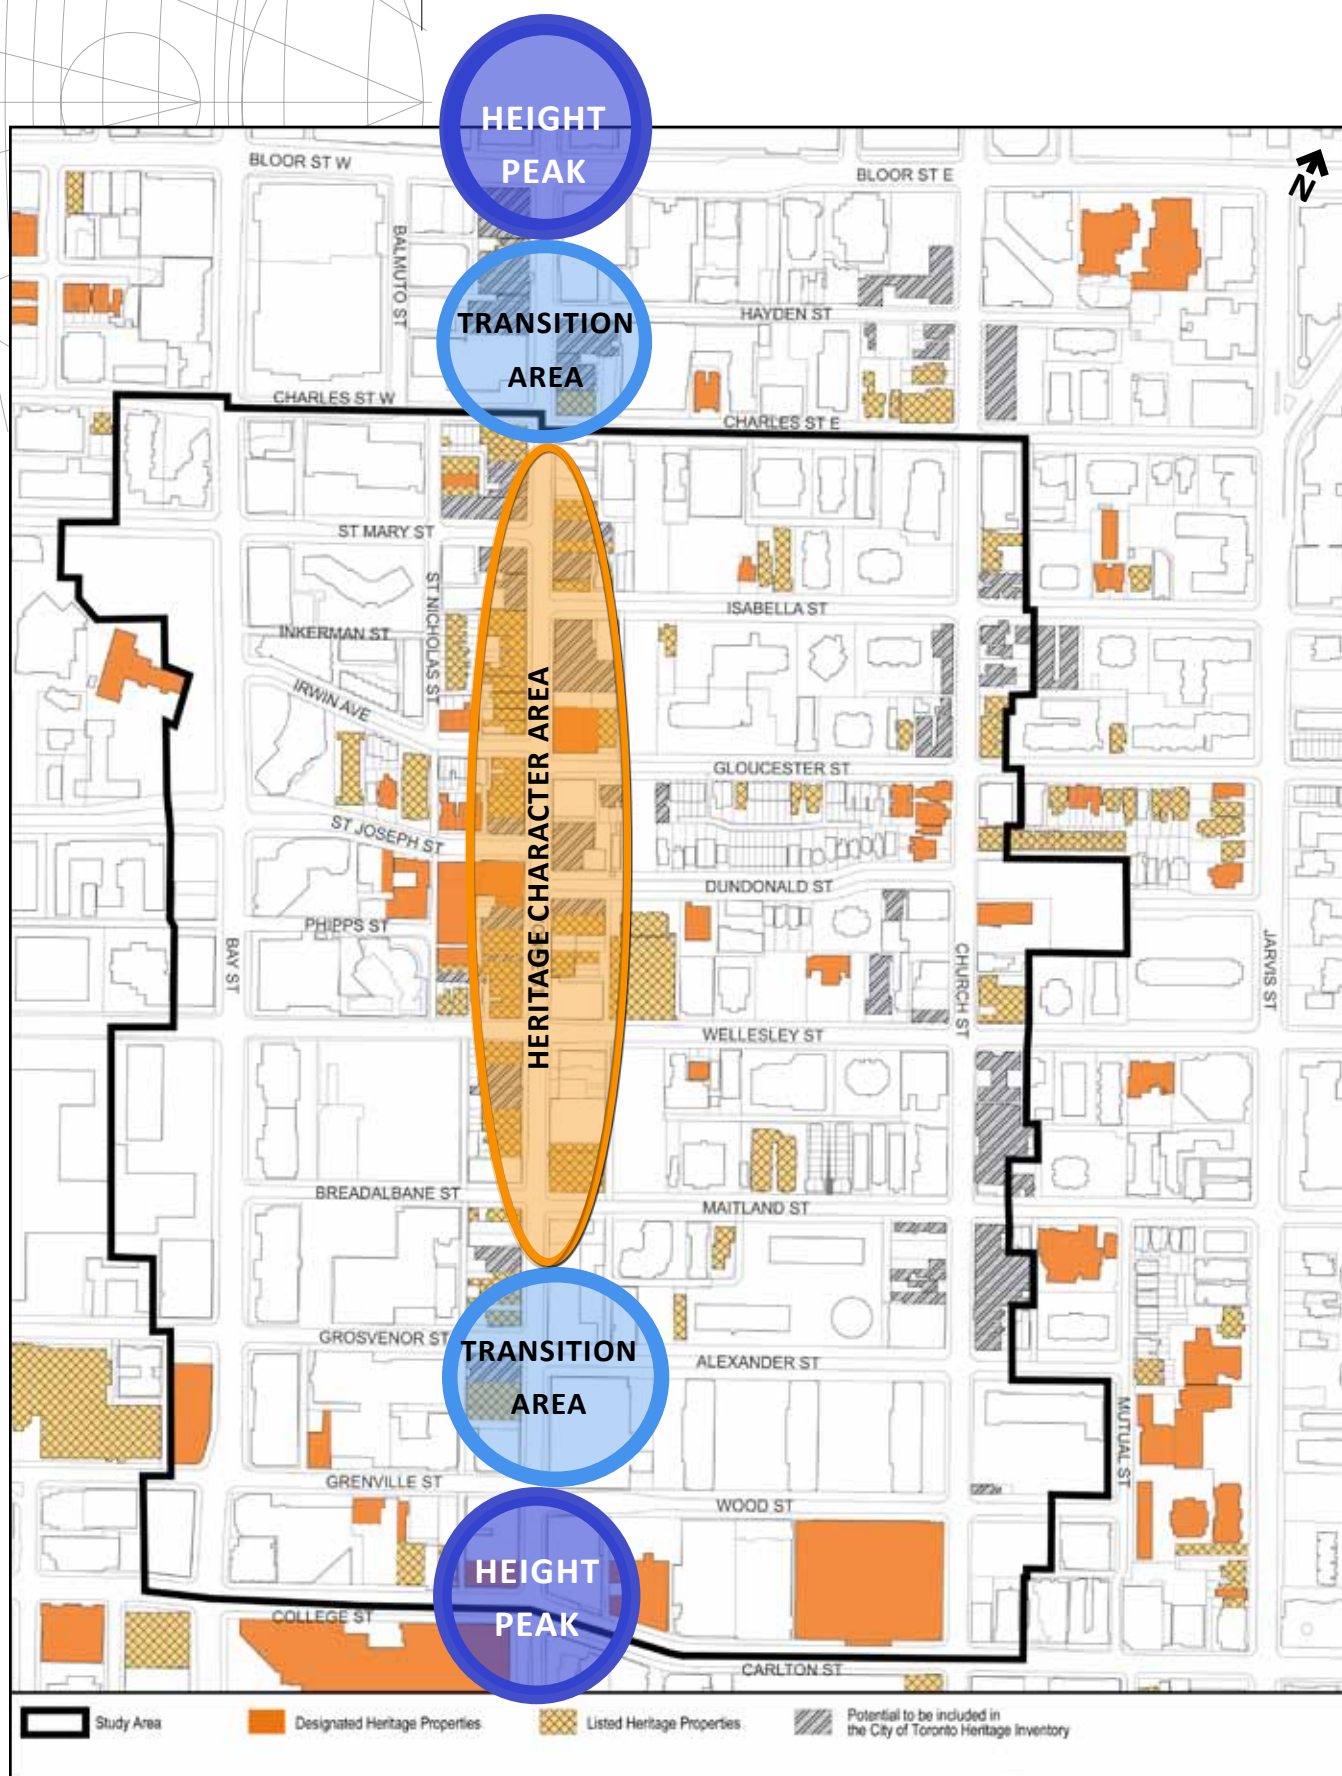 HEIGHT
PEAK
BLOOR ST W
BLOOR ST E
N
BALMUTO ST
TRANSITION
AREA
HAYDEN ST
CHARLES ST W
CHARLES ST E
ST MARY ST
ST NICHOLAS ST
ISABELLA ST
INKERMAN ST
IRWIN AVE
HERITAGE CHARACTER AREA
GLOUCESTER ST
ST JOSEPH ST
DUNDONALD ST
PHIPPS ST
BAY ST
CHURCH ST
JARVIS ST
WELLESLEY ST
BREADALBANE ST
MAITLAND ST
GROSVENOR ST
TRANSITION
AREA
ALEXANDER ST
MUTUAL ST
GRENVILLE ST
WOOD ST
HEIGHT
PEAK
COLLEGE ST
CARLTON ST
Study Area
Designated Heritage Properties
Listed Heritage Properties
Potential to be included in
the City of Toronto Heritage Inventory